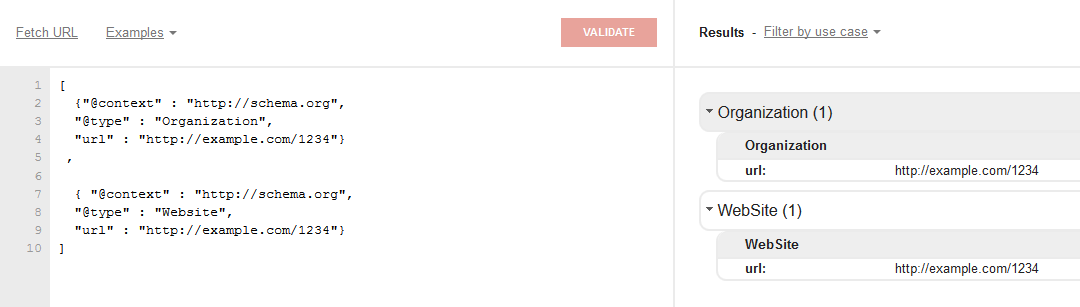 Fetch URL Examples VALIDATE
1 [
2 {"@context" : "http://schema.org",
3 "@type" : "Organization",
4 "url" : "http://example.com/1234"}
5 ,
6
7 { "@context" : "http://schema.org",
8 "@type" : "Website",
9 "url" : "http://example.com/1234"}
10 ]
Results - Filter by use case
Organization (1)
Organization
url: http://example.com/1234
WebSite (1)
WebSite
url: http://example.com/1234